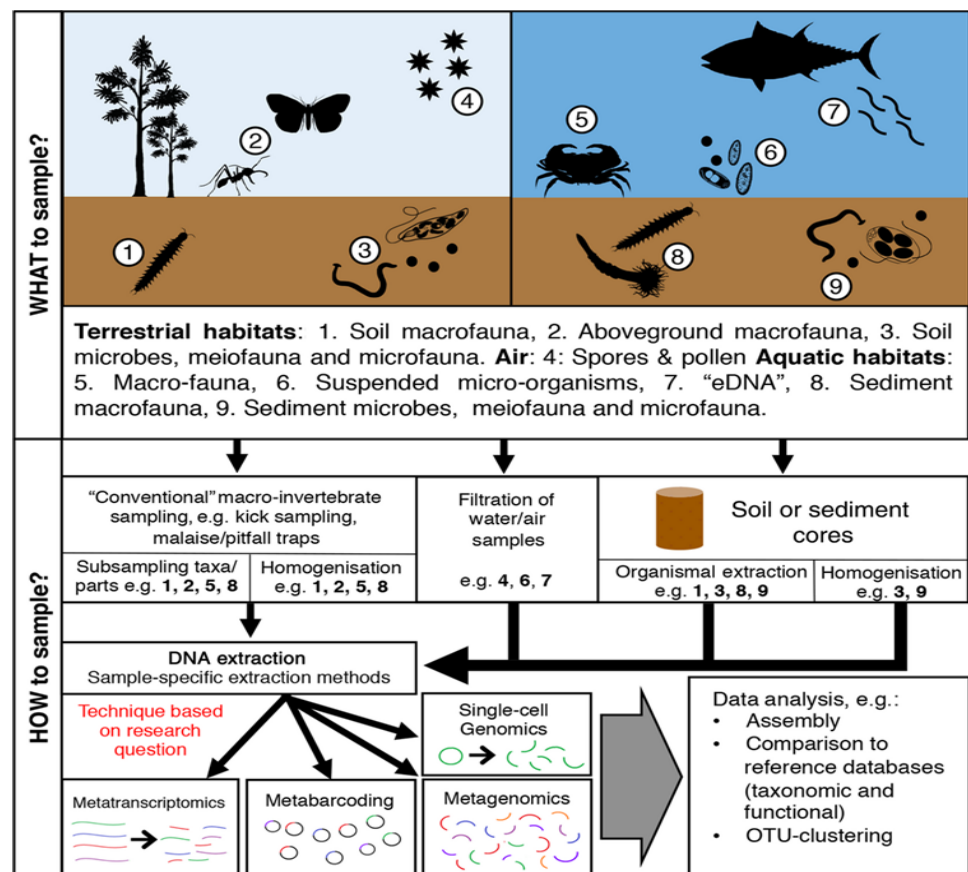 WHAT to sample?
4
2
5
7
6
1
3
8
9
Terrestrial habitats: 1. Soil macrofauna, 2. Aboveground macrofauna, 3. Soil
microbes, meiofauna and microfauna. Air: 4: Spores & pollen Aquatic habitats:
5. Macro-fauna, 6. Suspended micro-organisms, 7. “eDNA”, 8. Sediment
macrofauna, 9. Sediment microbes, meiofauna and microfauna.
HOW to sample?
“Conventional” macro-invertebrate
sampling, e.g. kick sampling,
malaise/pitfall traps
Subsampling taxa/
parts e.g. 1, 2, 5, 8
Homogenisation
e.g. 1, 2, 5, 8
Filtration of
water/air
samples
e.g. 4, 6, 7
Soil or sediment
cores
Organismal extraction
e.g. 1, 3, 8, 9
Homogenisation
e.g. 3, 9
DNA extraction
Sample-specific extraction methods
Technique based
on research
question
Single-cell
Genomics
Metatranscriptomics
Metabarcoding
Metagenomics
Data analysis, e.g.:
• Assembly
• Comparison to
reference databases
(taxonomic and
functional)
• OTU-clustering